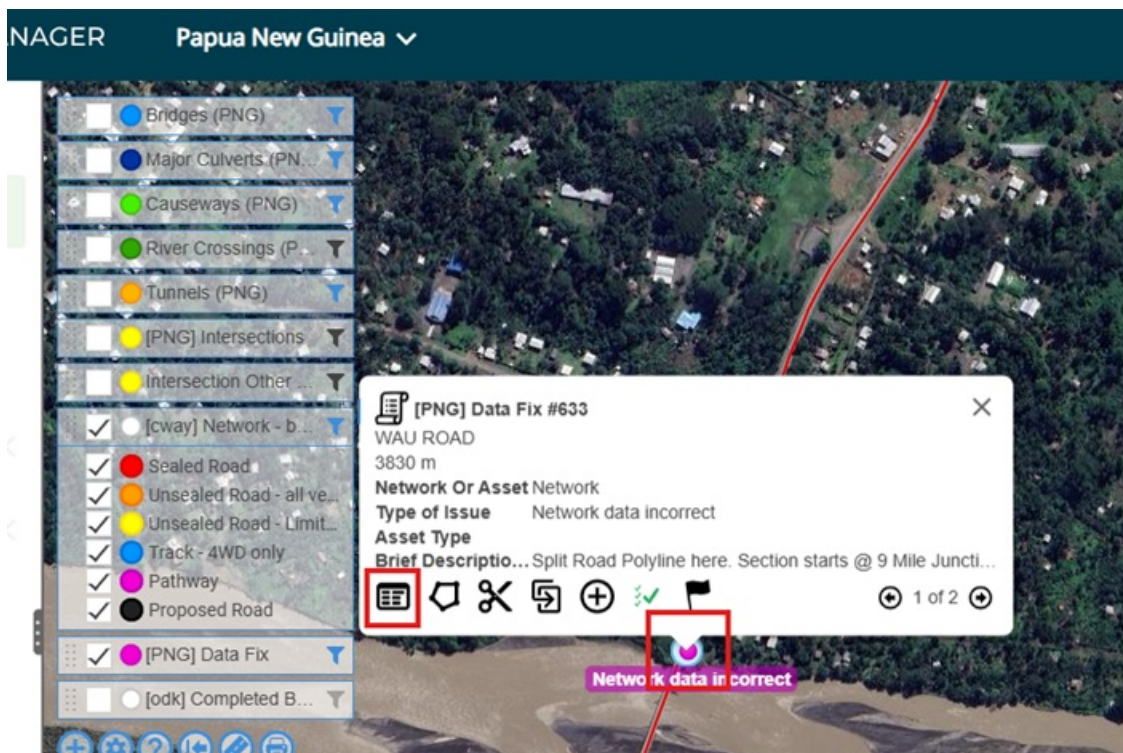 NAGER
Papua New Guinea
Bridges (PNG)
Major Culverts (PN...
Causeways (PNG)
River Crossings (P...
Tunnels (PNG)
[PNG] Intersections
Intersection Other ...
[cway] Network - b...
Sealed Road
Unsealed Road - all ve...
Unsealed Road - Limit...
Track - 4WD only
Pathway
Proposed Road
[PNG] Data Fix
[odk] Completed B...
[PNG] Data Fix #633
WAU ROAD
3830 m
Network Or Asset Network
Type of Issue Network data incorrect
Asset Type
Brief Descriptio... Split Road Polyline here. Section starts @ 9 Mile Juncti...
1 of 2
Network data incorrect